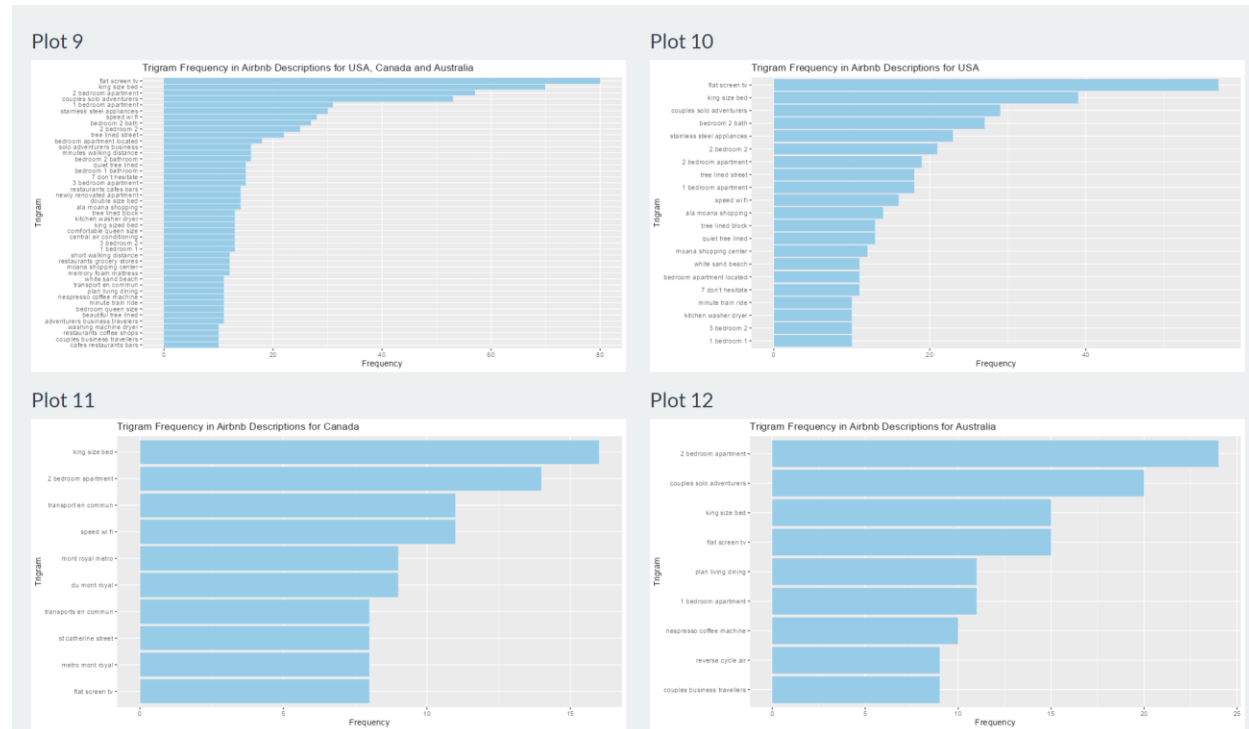 Plot 9
Trigram Frequency in Airbnb Descriptions for USA, Canada and Australia
Trigram
flat screen tv
king size bed
2 bedroom apartment
couples solo adventurers
1 bedroom apartment
stainless steel appliances
speed wi fi
bedroom 2 bath
2 bedroom 2
tree lined street
bedroom apartment located
solo adventurers business
minutes walking distance
bedroom 2 bathroom
quiet tree lined
bedroom 1 bathroom
7 don't hesitate
3 bedroom apartment
restaurants cafes bars
newly renovated apartment
double size bed
ala moana shopping
tree lined block
kitchen washer dryer
king sized bed
comfortable queen size
central air conditioning
3 bedroom 2
1 bedroom 1
short walking distance
restaurants grocery stores
moana shopping center
memory foam mattress
white sand beach
transport en commun
plan living dining
nespresso coffee machine
minute train ride
bedroom queen size
beautiful tree lined
adventurers business travelers
washing machine dryer
restaurants coffee shops
couples business travellers
cafes restaurants bars
0 20 40 60 80
Frequency
Plot 10
Trigram Frequency in Airbnb Descriptions for USA
Trigram
flat screen tv
king size bed
couples solo adventurers
bedroom 2 bath
stainless steel appliances
2 bedroom 2
2 bedroom apartment
tree lined street
1 bedroom apartment
speed wi fi
ala moana shopping
tree lined block
quiet tree lined
moana shopping center
white sand beach
bedroom apartment located
7 don't hesitate
minute train ride
kitchen washer dryer
3 bedroom 2
1 bedroom 1
0 20 40
Frequency
Plot 11
Trigram Frequency in Airbnb Descriptions for Canada
Trigram
king size bed
2 bedroom apartment
transport en commun
speed wi fi
mont royal metro
du mont royal
transports en commun
st catherine street
metro mont royal
flat screen tv
0 5 10 15
Frequency
Plot 12
Trigram Frequency in Airbnb Descriptions for Australia
Trigram
2 bedroom apartment
couples solo adventurers
king size bed
flat screen tv
plan living dining
1 bedroom apartment
nespresso coffee machine
reverse cycle air
couples business travellers
0 5 10 15 20 25
Frequency